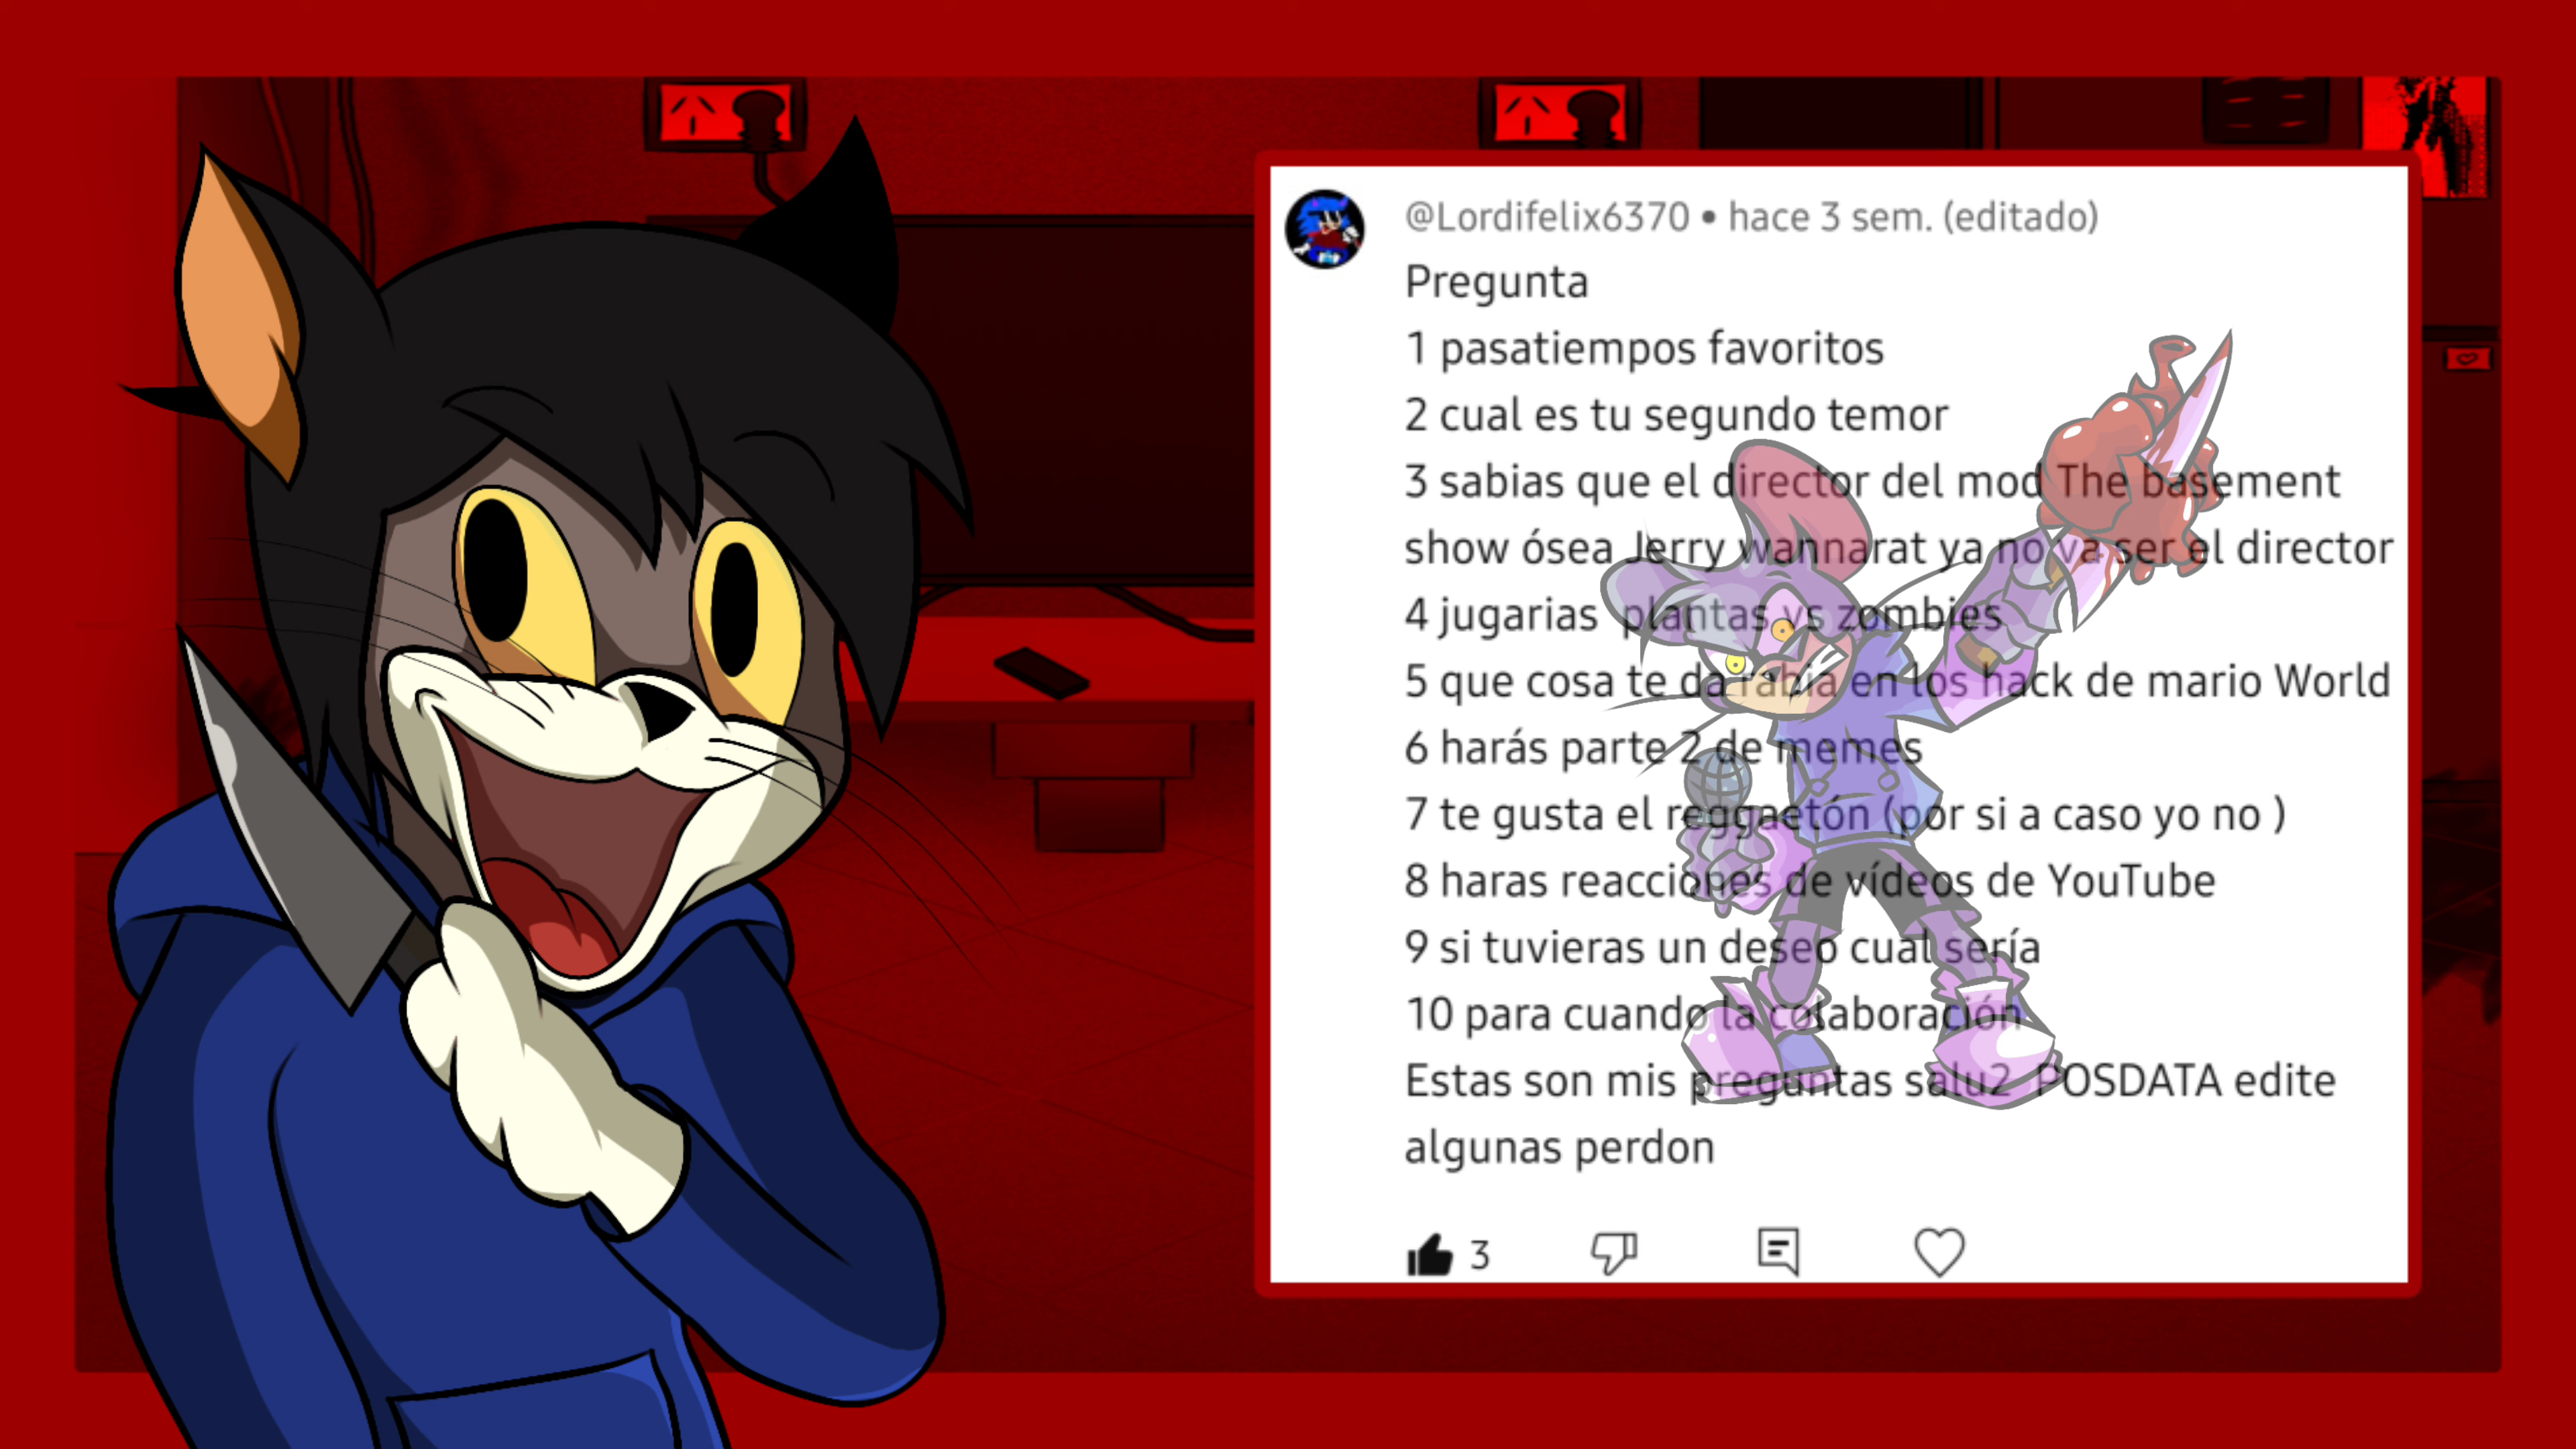 @Lordifelix6370 • hace 3 sem. (editado)
Pregunta
1 pasatiempos favoritos
2 cual es tu segundo temor
3 sabias que el director del mod The basement
show ósea Jerry wannarat ya no va ser el director
4 jugarias plantas vs zombies
5 que cosa te da rabia en los hack de mario World
6 harás parte 2 de memes
7 te gusta el reggaetón (por si a caso yo no )
8 haras reacciones de vídeos de YouTube
9 si tuvieras un deseo cual sería
10 para cuando la colaboración
Estas son mis preguntas salu2 POSDATA edite
algunas perdon
3